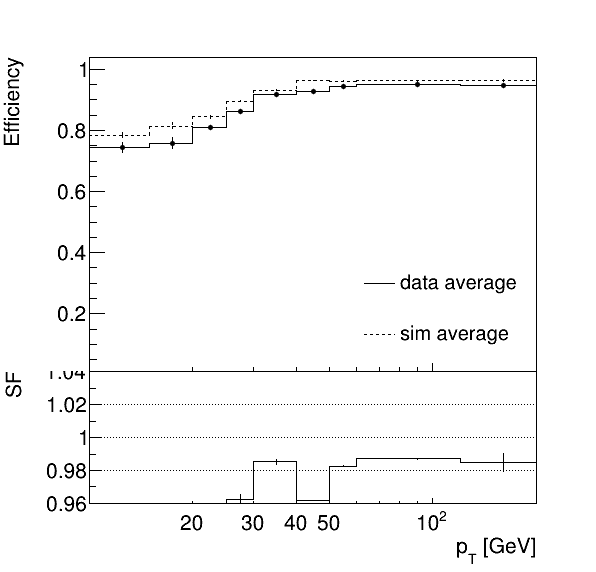 Efficiency
1
0.8
0.6
0.4
0.2
data average
sim average
SF
1.04
1.02
1
0.98
0.96
20 30 40 50 10²
p_T [GeV]